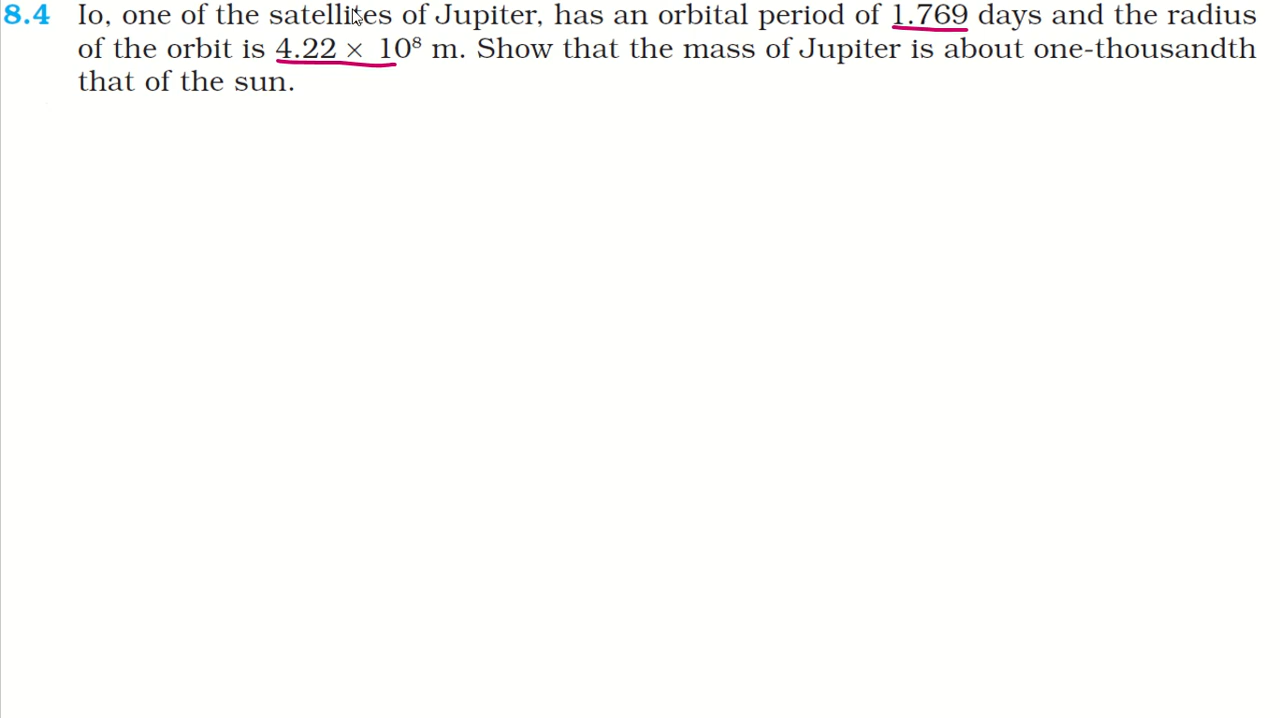 8.4 Io, one of the satellites of Jupiter, has an orbital period of 1.769 days and the radius
of the orbit is 4.22 × 10⁸ m. Show that the mass of Jupiter is about one-thousandth
that of the sun.